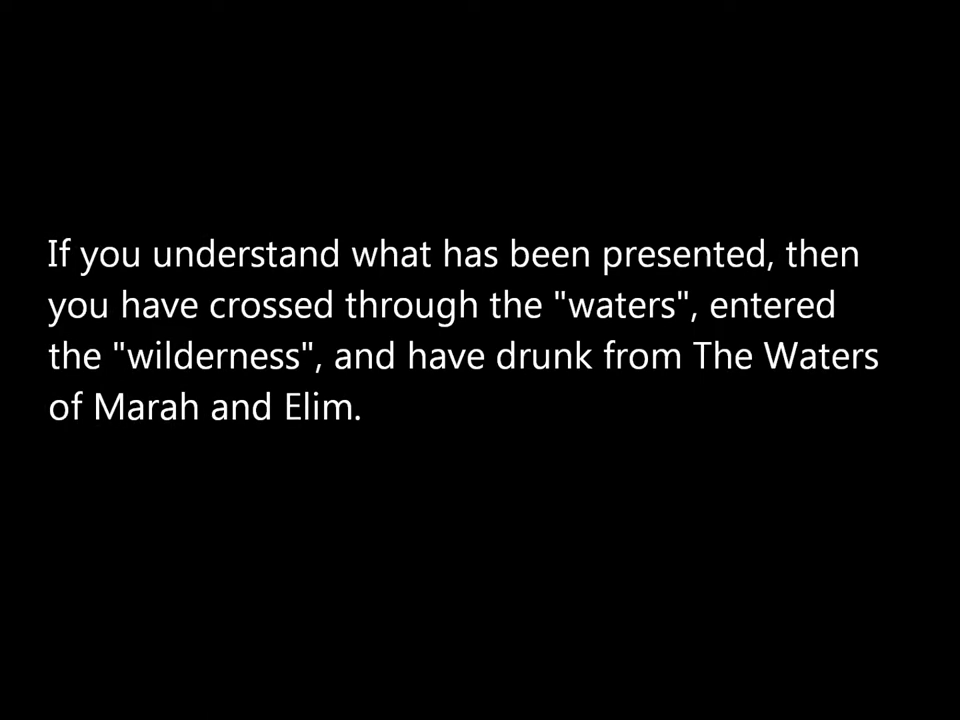 If you understand what has been presented, then
you have crossed through the "waters", entered
the "wilderness", and have drunk from The Waters
of Marah and Elim.